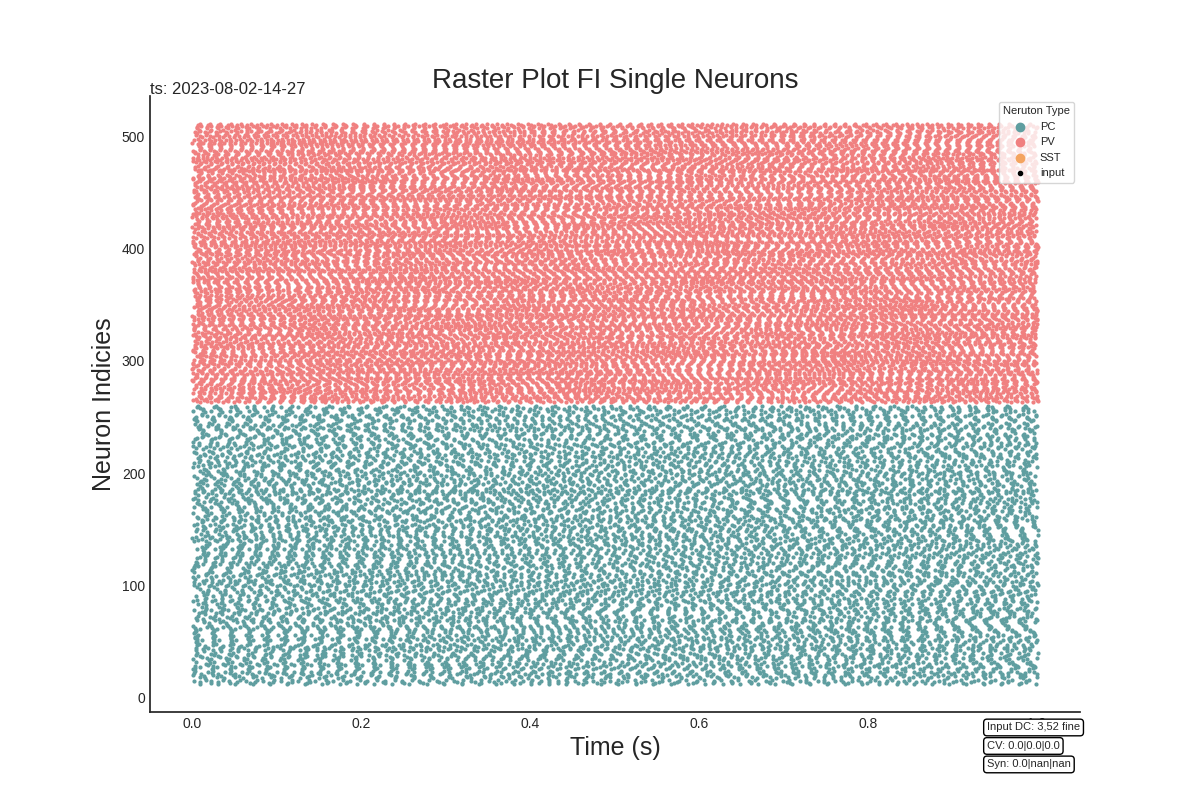 Raster Plot FI Single Neurons
ts: 2023-08-02-14-27
Neruton Type
PC
PV
SST
input
500
400
300
200
100
0
Neuron Indicies
0.0 0.2 0.4 0.6 0.8
Time (s)
Input DC: 3,52 fine
CV: 0.0|0.0|0.0
Syn: 0.0|nan|nan